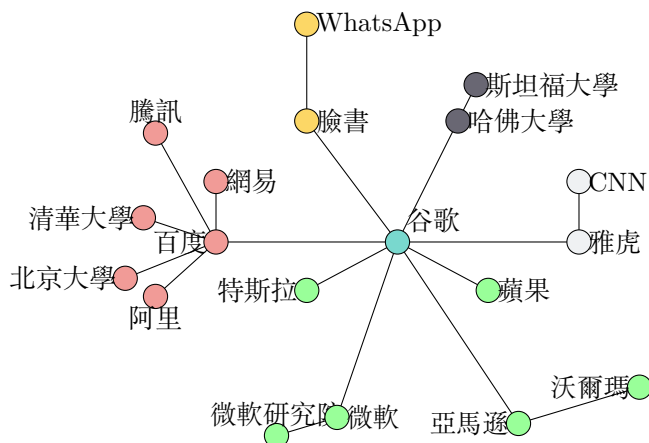 WhatsApp
斯坦福大學
騰訊
臉書
哈佛大學
網易
CNN
清華大學
谷歌
百度
雅虎
北京大學
特斯拉
蘋果
阿里
沃爾瑪
微軟研究院
微軟
亞馬遜